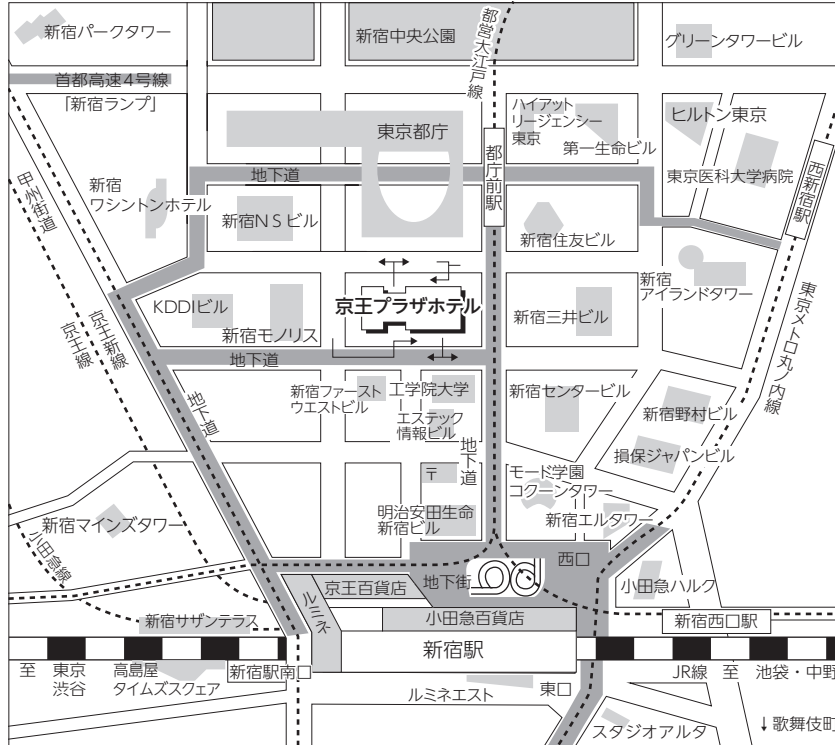 新宿パークタワー
新宿中央公園
都営大江戸線
グリーンタワービル
首都高速4号線
「新宿ランプ」
東京都庁
ハイアット
リージェンシー
東京
第一生命ビル
ヒルトン東京
東京医科大学病院
西新宿駅
都庁前駅
地下道
甲州街道
新宿
ワシントンホテル
新宿NSビル
新宿住友ビル
新宿
アイランドタワー
東京メトロ丸ノ内線
KDDIビル
新宿モノリス
京王プラザホテル
新宿三井ビル
京王新線
京王線
地下道
地下道
新宿ファースト
ウエストビル
工学院大学
エステック
情報ビル
新宿センタービル
新宿野村ビル
損保ジャパンビル
地下道
〒
モード学園
コクーンタワー
明治安田生命
新宿ビル
新宿エルタワー
新宿マインズタワー
小田急線
西口
地下街
京王百貨店
小田急ハルク
ルミネ
小田急百貨店
新宿西口駅
新宿サザンテラス
新宿駅
至
東京
渋谷
高島屋
タイムズスクェア
新宿駅南口
JR線
至
池袋・中野
ルミネエスト
東口
スタジオアルタ
↓歌舞伎町